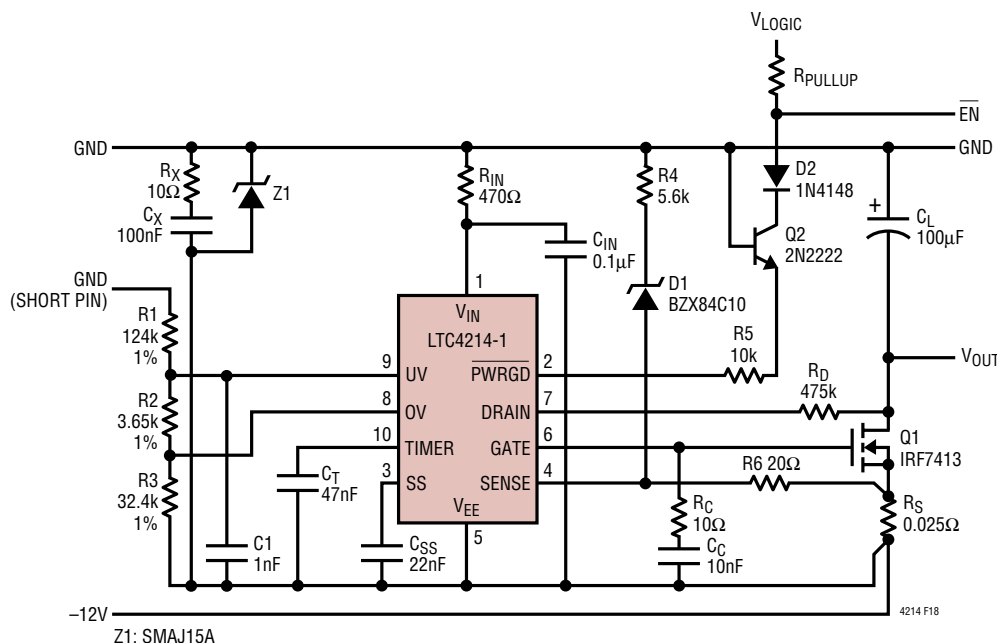 VLOGIC
RPULLUP
EN
GND
GND
RX
10Ω
CX
100nF
Z1
RIN
470Ω
R4
5.6k
D2
1N4148
CL
100µF
+
Q2
2N2222
CIN
0.1µF
D1
BZX84C10
GND
(SHORT PIN)
R1
124k
1%
1
VIN
LTC4214-1
R5
10k
VOUT
9
UV
PWRGD
2
RD
475k
R2
3.65k
1%
8
OV
DRAIN
7
10
TIMER
GATE
6
Q1
IRF7413
R3
32.4k
1%
CT
47nF
3
SS
SENSE
4
R6 20Ω
VEE
5
RC
10Ω
RS
0.025Ω
C1
1nF
CSS
22nF
CC
10nF
–12V
4214 F18
Z1: SMAJ15A